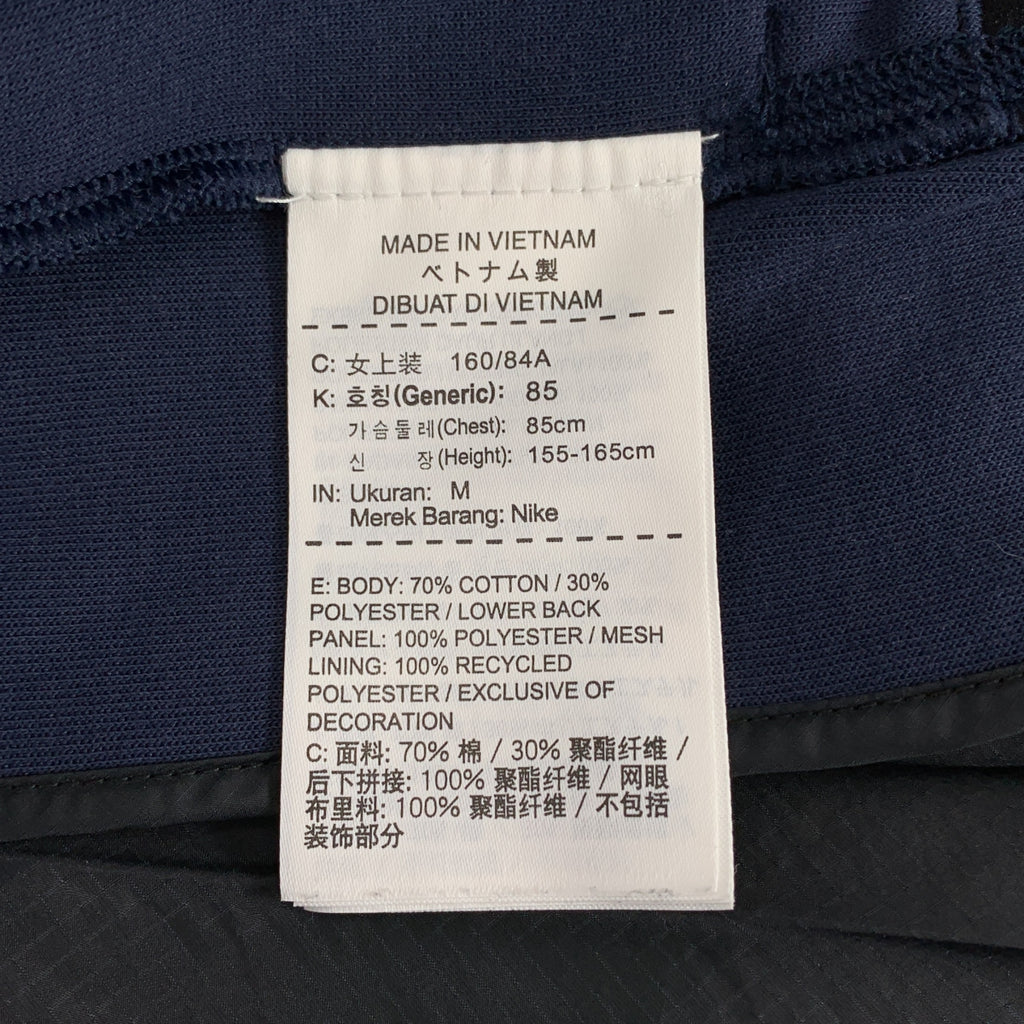 MADE IN VIETNAM
ベトナム製
DIBUAT DI VIETNAM
C: 女上装 160/84A
K: 호칭(Generic): 85
가슴둘레(Chest): 85cm
신 장(Height): 155-165cm
IN: Ukuran: M
Merek Barang: Nike
E: BODY: 70% COTTON / 30%
POLYESTER / LOWER BACK
PANEL: 100% POLYESTER / MESH
LINING: 100% RECYCLED
POLYESTER / EXCLUSIVE OF
DECORATION
C: 面料: 70% 棉 / 30% 聚酯纤维 /
后下拼接: 100% 聚酯纤维 / 网眼
布里料: 100% 聚酯纤维 / 不包括
装饰部分